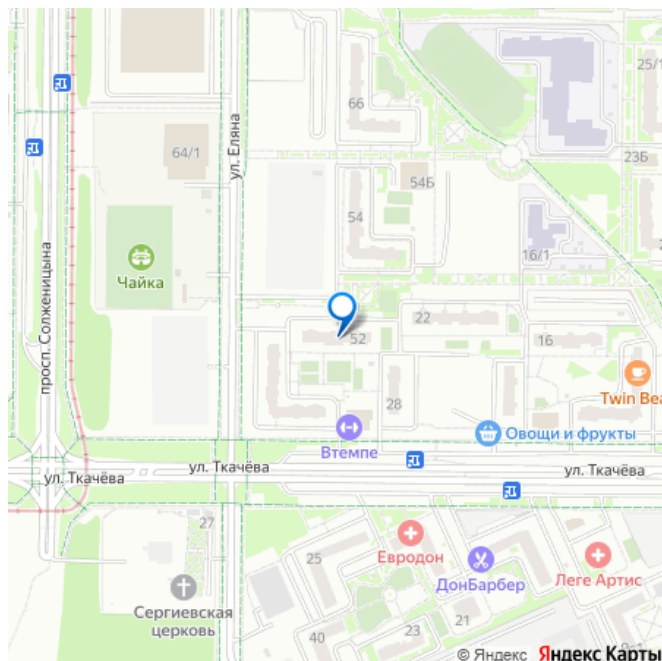 25/1
66
ул. Еляна
64/1
23Б
54Б
54
просп. Солженицына
16/1
Чайка
22
52
16
Twin Bea
28
Овощи и фрукты
Втемпе
ул. Ткачёва
ул. Ткачёва
ул. Ткачёва
27
Евродон
25
ДонБарбер
Леге Артис
Сергиевская
церковь
21
23
40
© Яндекс Яндекс Карты